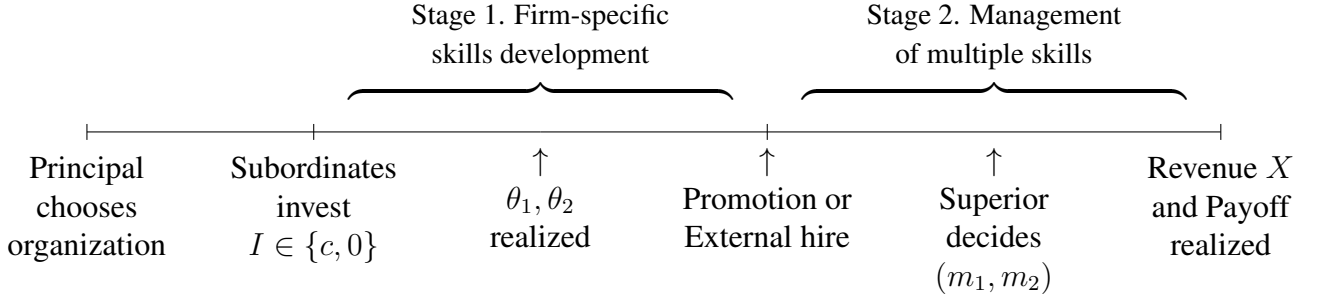 Stage 1. Firm-specific
skills development
Stage 2. Management
of multiple skills
Principal
chooses
organization
Subordinates
invest
I ∈ {c, 0}
↑
θ₁, θ₂
realized
↑
Promotion or
External hire
↑
Superior
decides
(m₁, m₂)
Revenue X
and Payoff
realized